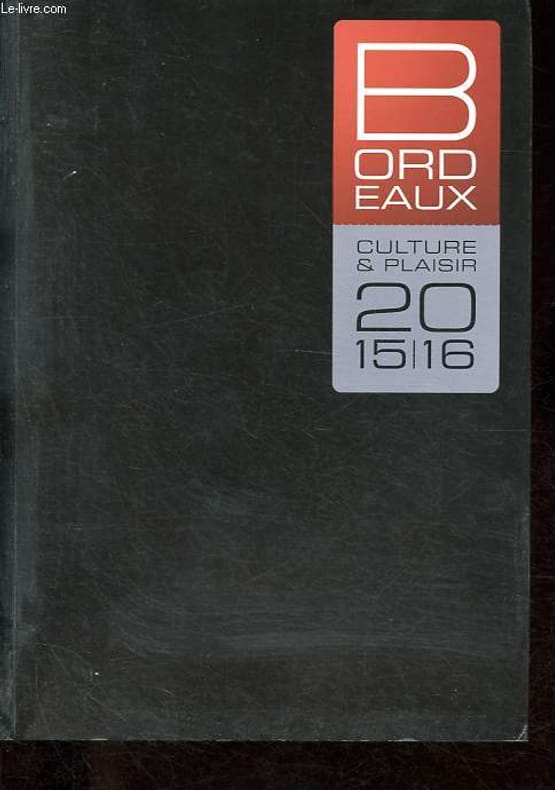 Le-livre.com
B
ORD
EAUX
CULTURE
& PLAISIR
20
15|16